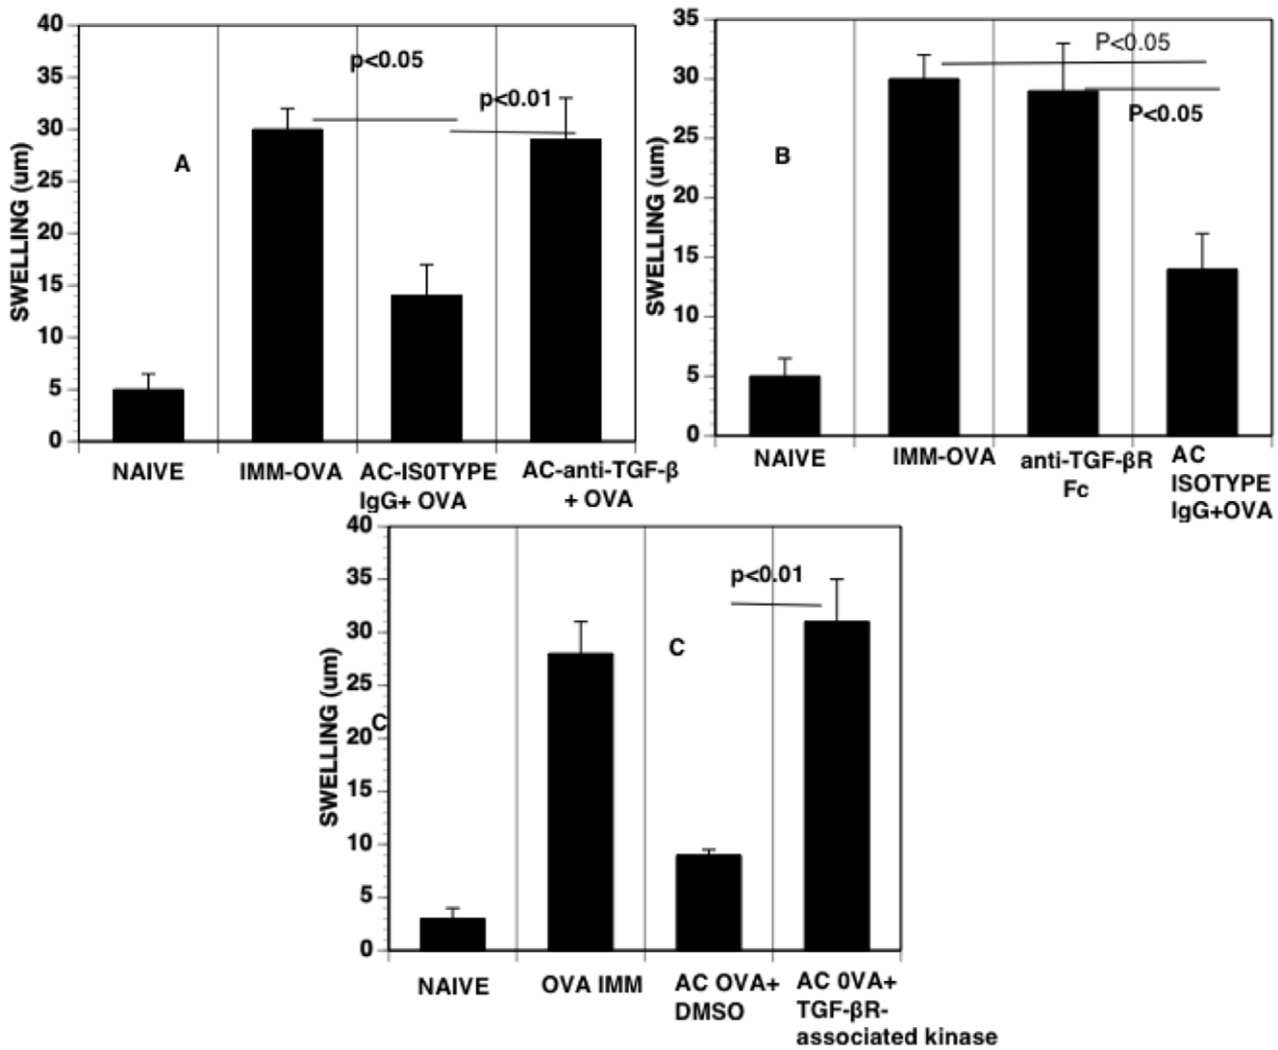 40
35
30
25
20
15
10
5
0
SWELLING (um)
p<0.05
p<0.01
A
NAIVE
IMM-OVA
AC-IS0TYPE
IgG+ OVA
AC-anti-TGF-β
+ OVA
35
30
25
20
15
10
5
0
SWELLING (um)
P<0.05
P<0.05
B
NAIVE
IMM-OVA
anti-TGF-βR
Fc
AC
ISOTYPE
IgG+OVA
40
35
30
25
20
15
10
5
0
SWELLING (um)
C
p<0.01
C
NAIVE
OVA IMM
AC OVA+
DMSO
AC 0VA+
TGF-βR-
associated kinase